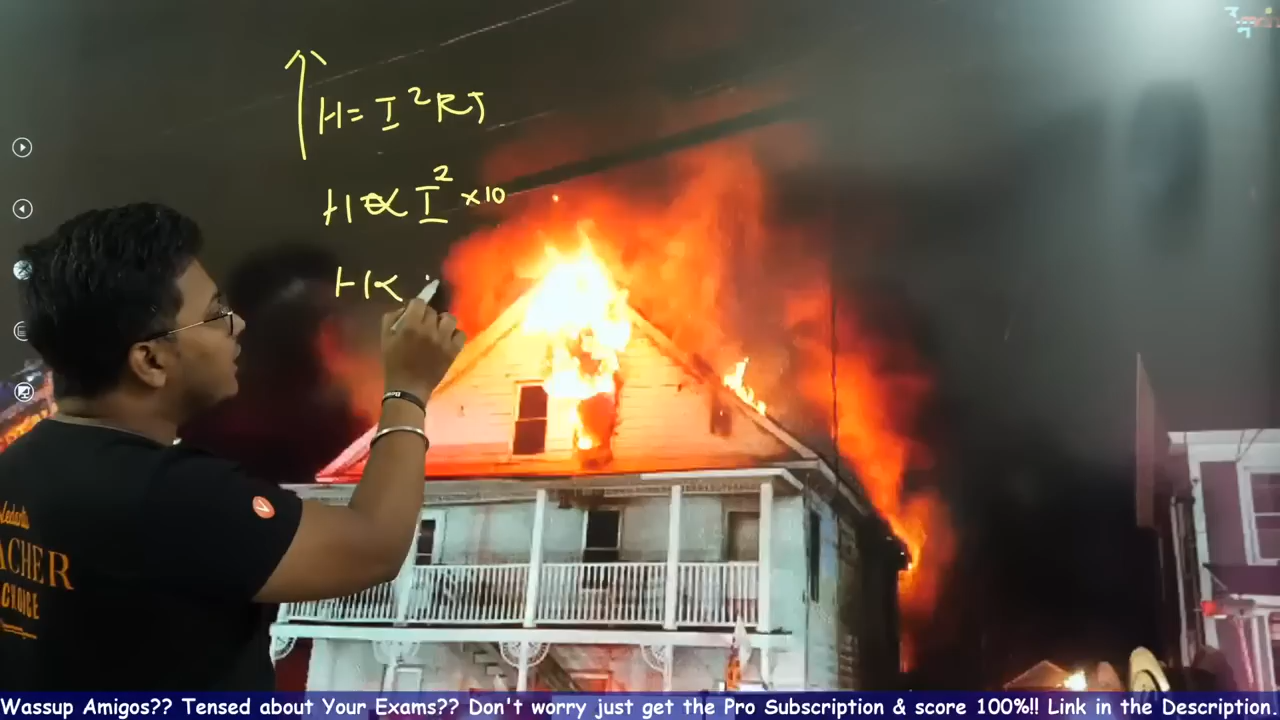 H = I²RT
H ∝ I² ×10
H ∝
ACHER
CHOICE
Wassup Amigos?? Tensed about Your Exams?? Don't worry just get the Pro Subscription & score 100%!! Link in the Description.